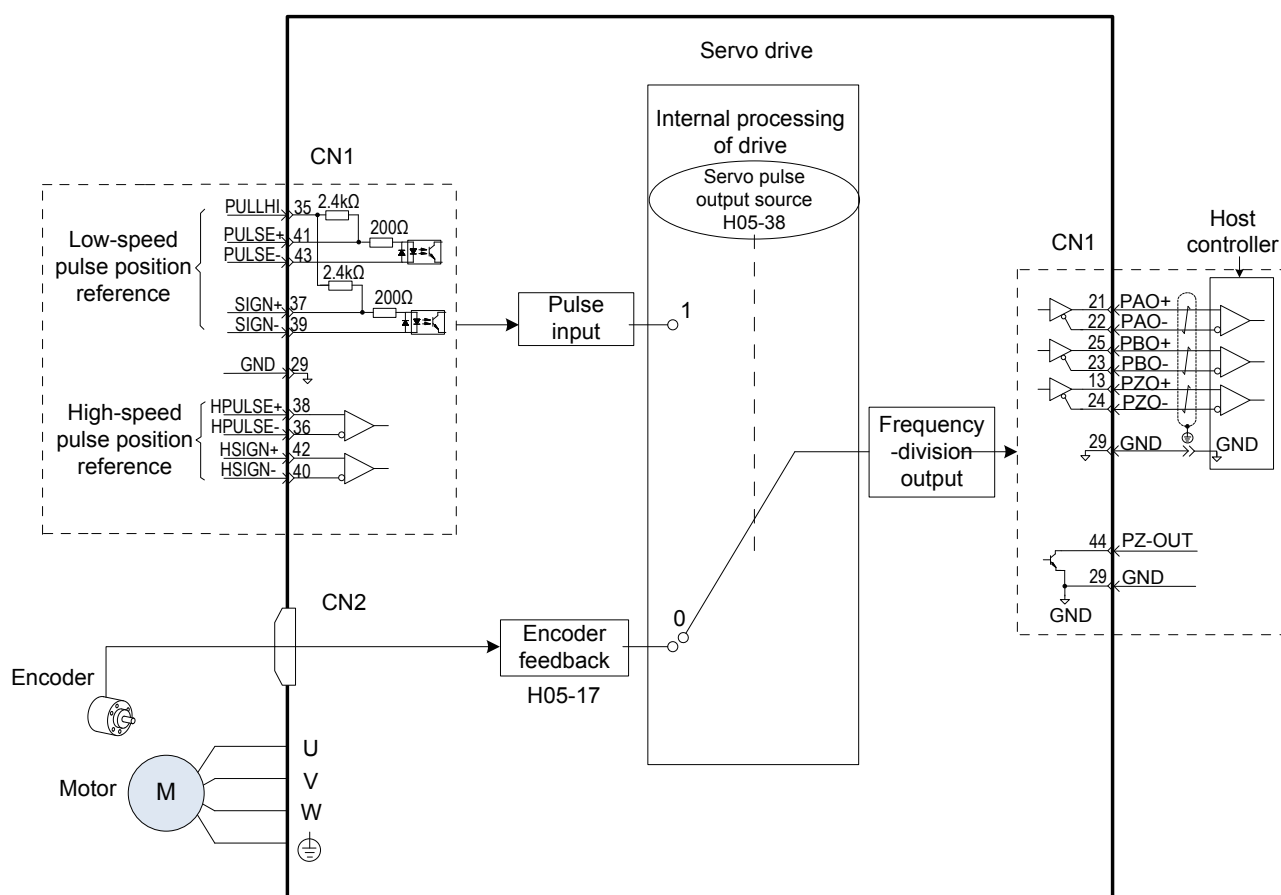 Servo drive
Internal processing
of drive
Servo pulse
output source
H05-38
CN1
PULLHI 35 2.4kΩ
PULSE+ 41 200Ω
PULSE- 43
2.4kΩ
SIGN+ 37 200Ω
SIGN- 39
Low-speed
pulse position
reference
GND 29
High-speed
pulse position
reference
HPULSE+ 38
HPULSE- 36
HSIGN+ 42
HSIGN- 40
Pulse
input
1
CN2
Encoder
Encoder
feedback
H05-17
0
Motor
M
U
V
W
Frequency
-division
output
CN1
Host
controller
21 PAO+
22 PAO-
25 PBO+
23 PBO-
13 PZO+
24 PZO-
29 GND GND
44 PZ-OUT
29 GND
GND